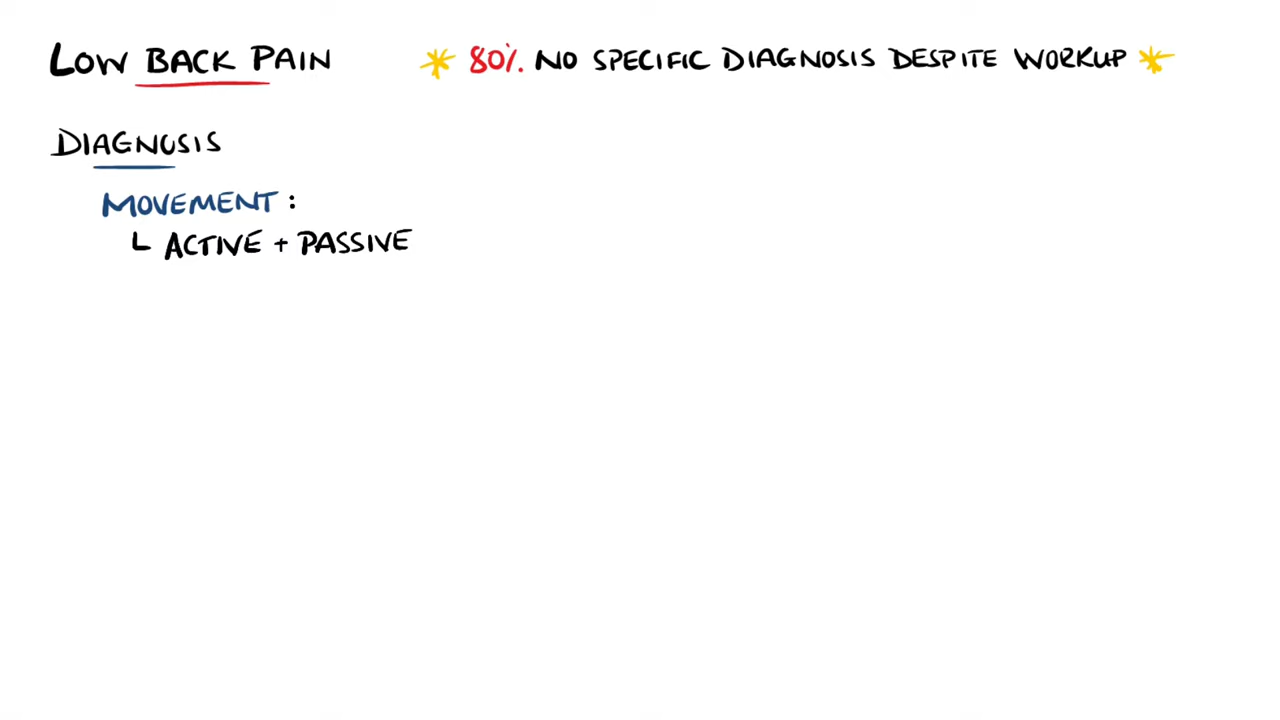 LOW BACK PAIN * 80% NO SPECIFIC DIAGNOSIS DESPITE WORKUP *
DIAGNOSIS
MOVEMENT :
ACTIVE + PASSIVE